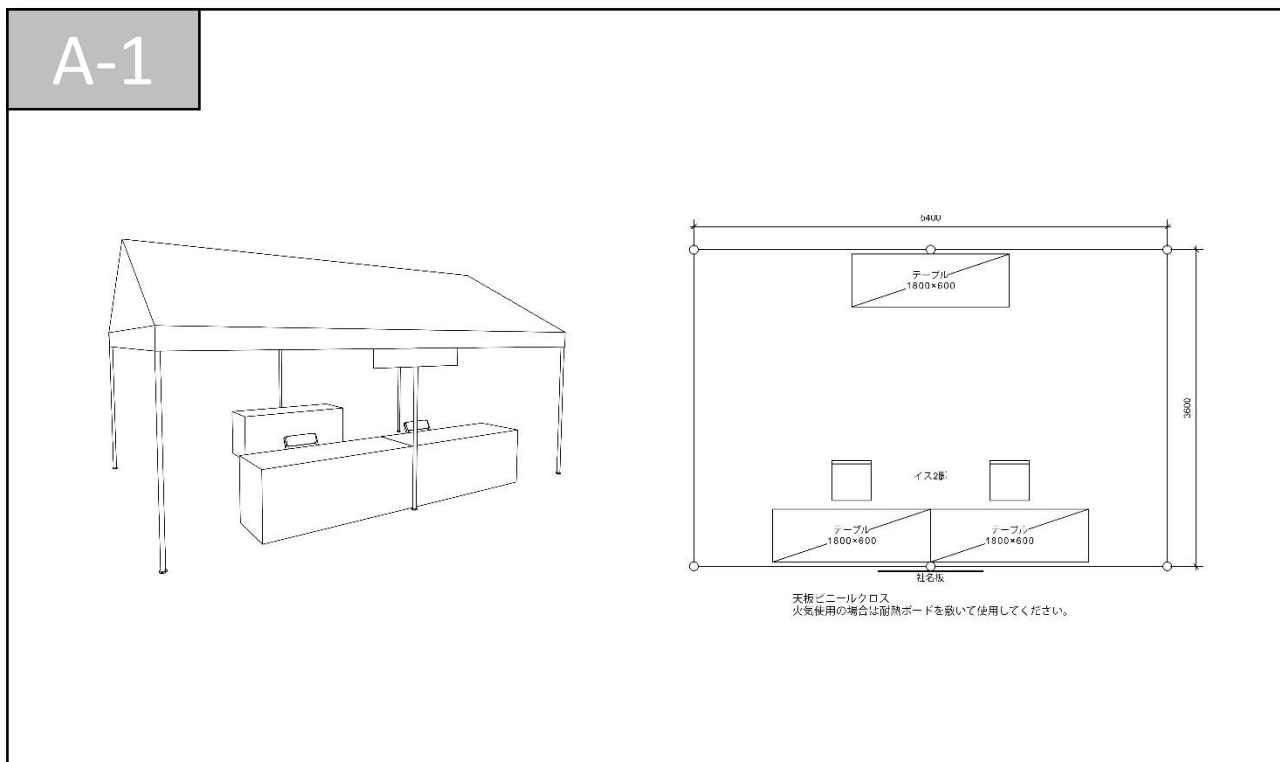 A-1
5400
テーブル
1800×600
3600
イス2脚
テーブル
1800×600
テーブル
1800×600
社名板
天板ビニールクロス
火気使用の場合は耐熱ボードを敷いて使用してください。